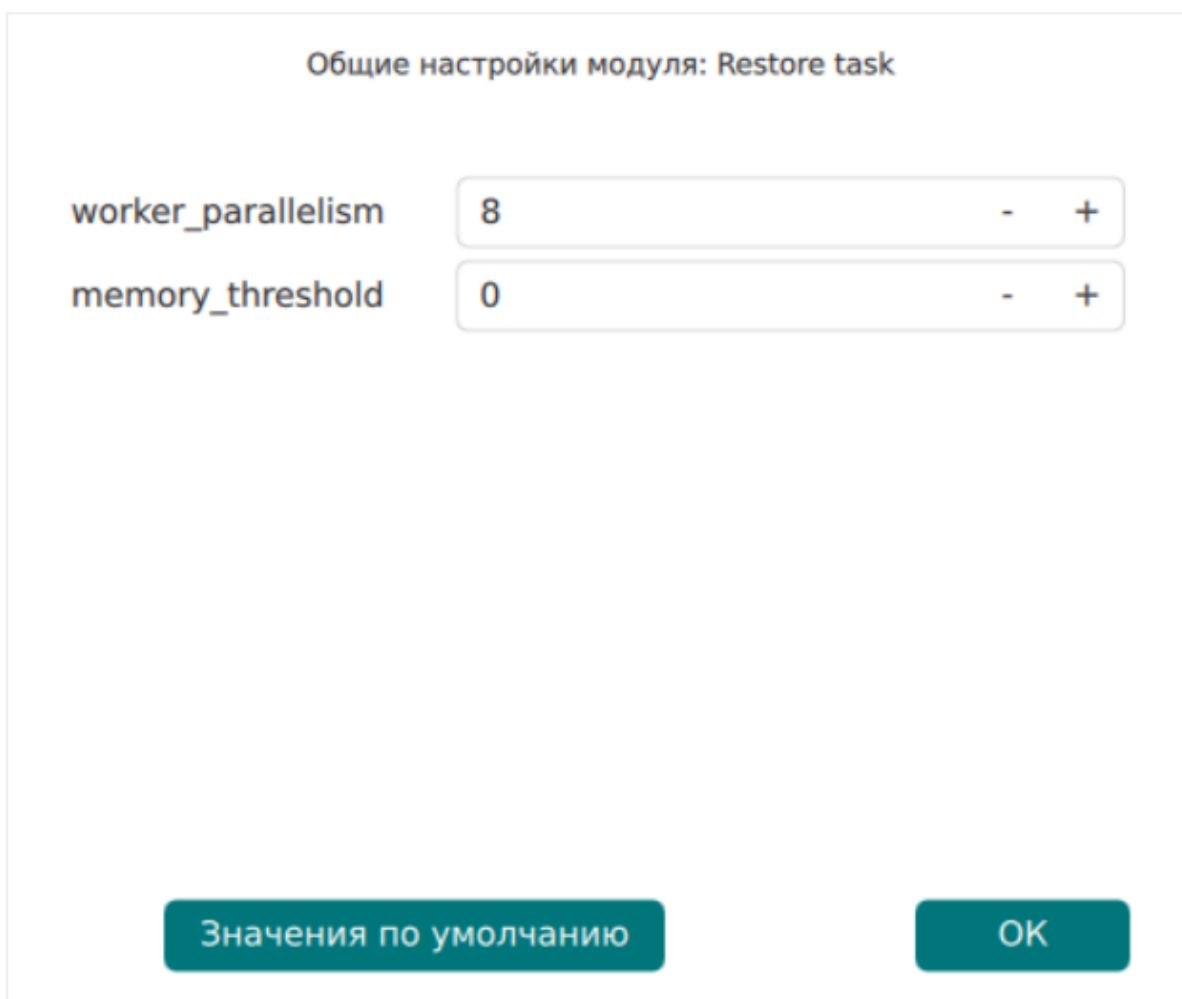 Общие настройки модуля: Restore task
worker_parallelism 8 - +
memory_threshold 0 - +
Значения по умолчанию OK